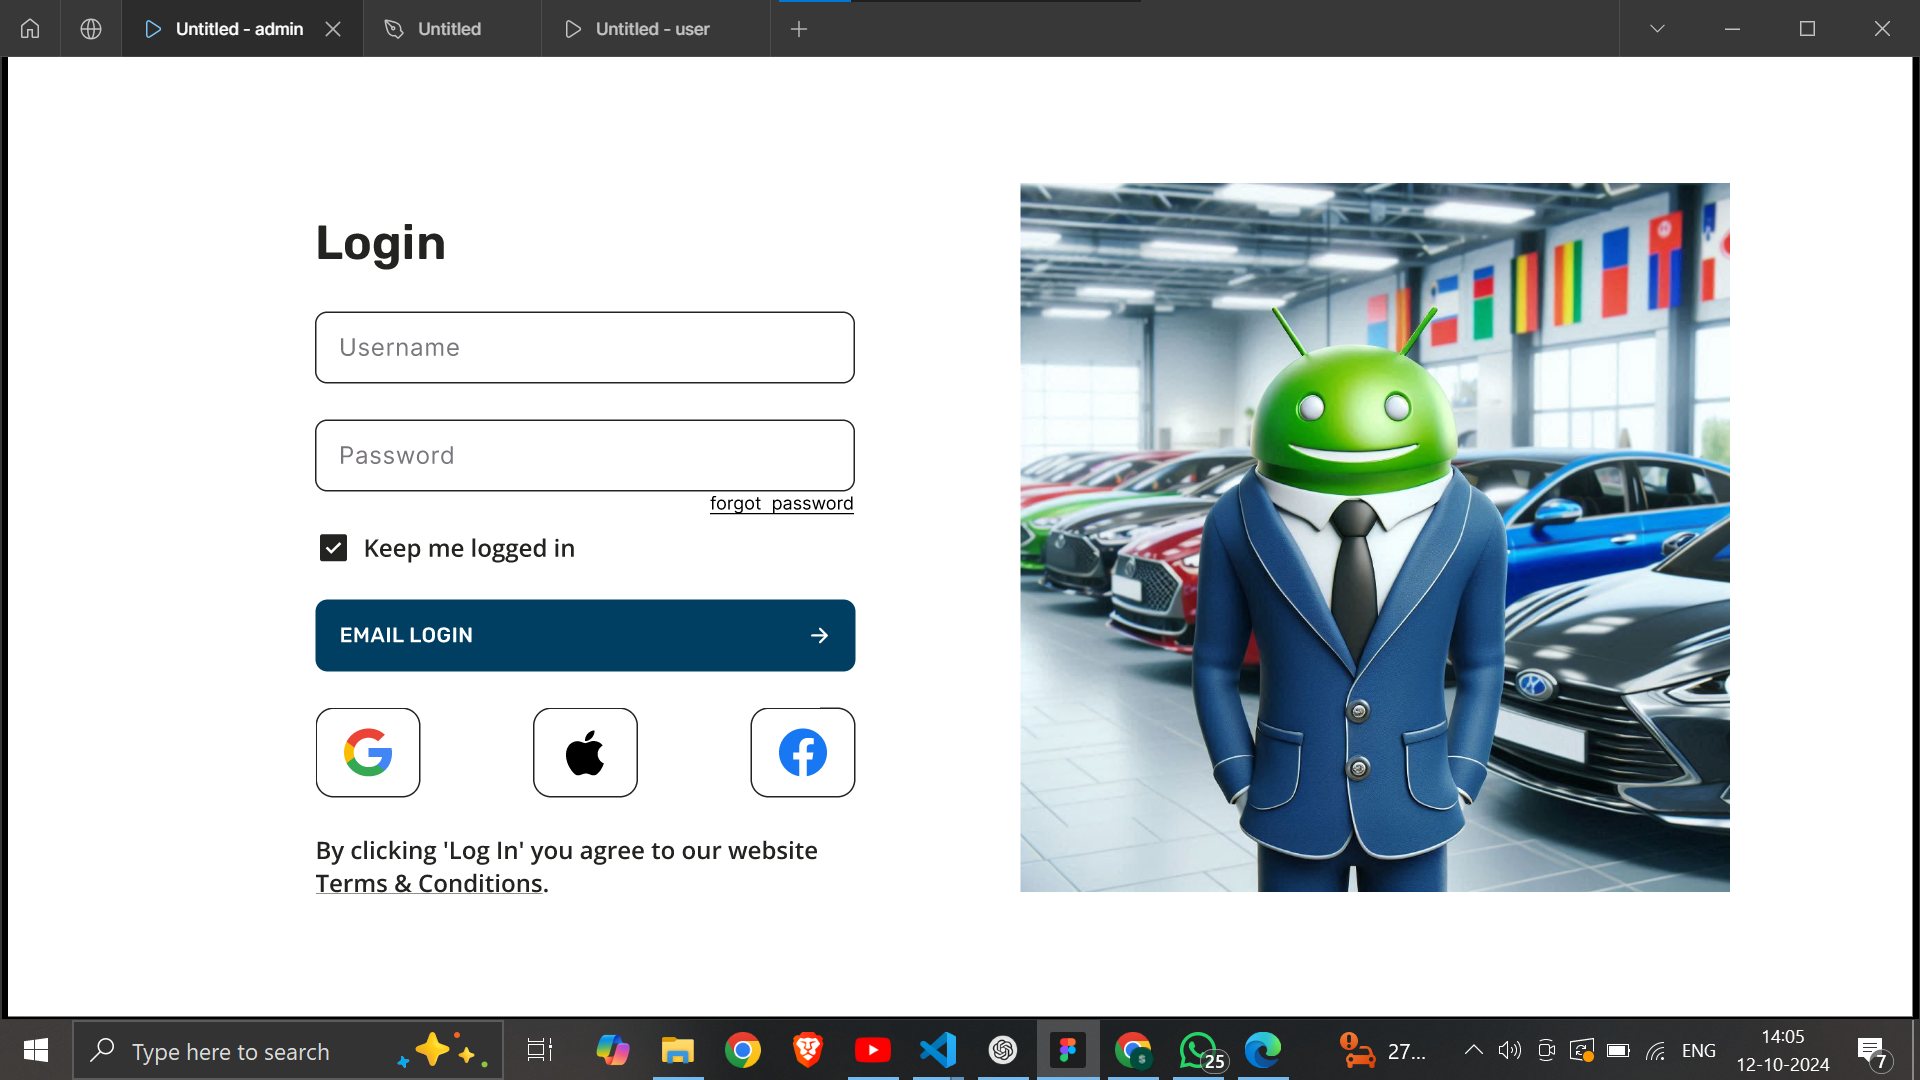 Untitled - admin
Untitled
Untitled - user
Login
Username
Password
forgot password
Keep me logged in
EMAIL LOGIN
By clicking 'Log In' you agree to our website
Terms & Conditions.
Type here to search
25
S
27...
ENG
14:05
12-10-2024
7